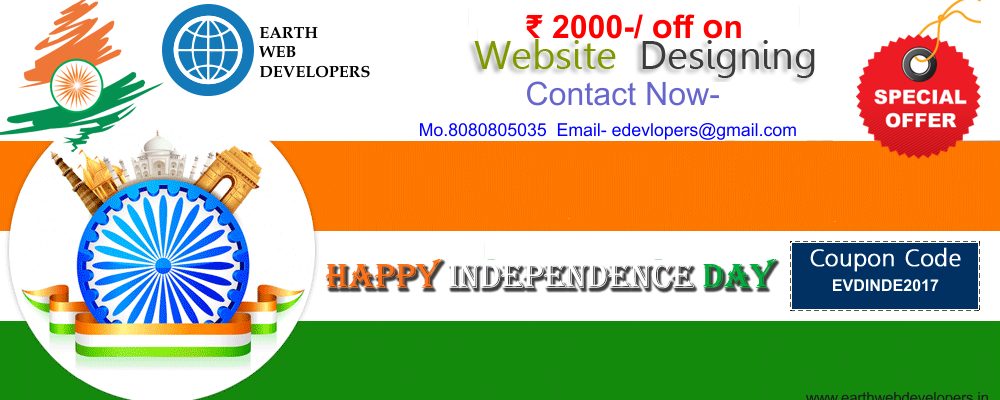 EARTH
WEB
DEVELOPERS
₹ 2000-/ off on
Website Designing
Contact Now-
Mo.8080805035 Email- edevlopers@gmail.com
SPECIAL
OFFER
HAPPY INDEPENDENCE DAY
Coupon Code
EVDINDE2017
www.earthwebdevelopers.in